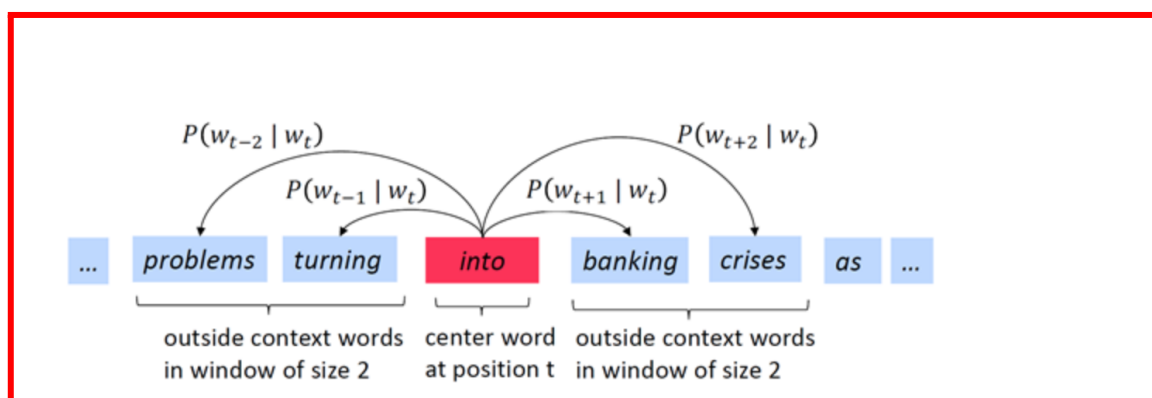 P(w_{t−2} | w_t) P(w_{t+2} | w_t)
P(w_{t−1} | w_t) P(w_{t+1} | w_t)
... problems turning into banking crises as ...
outside context words center word outside context words
in window of size 2 at position t in window of size 2